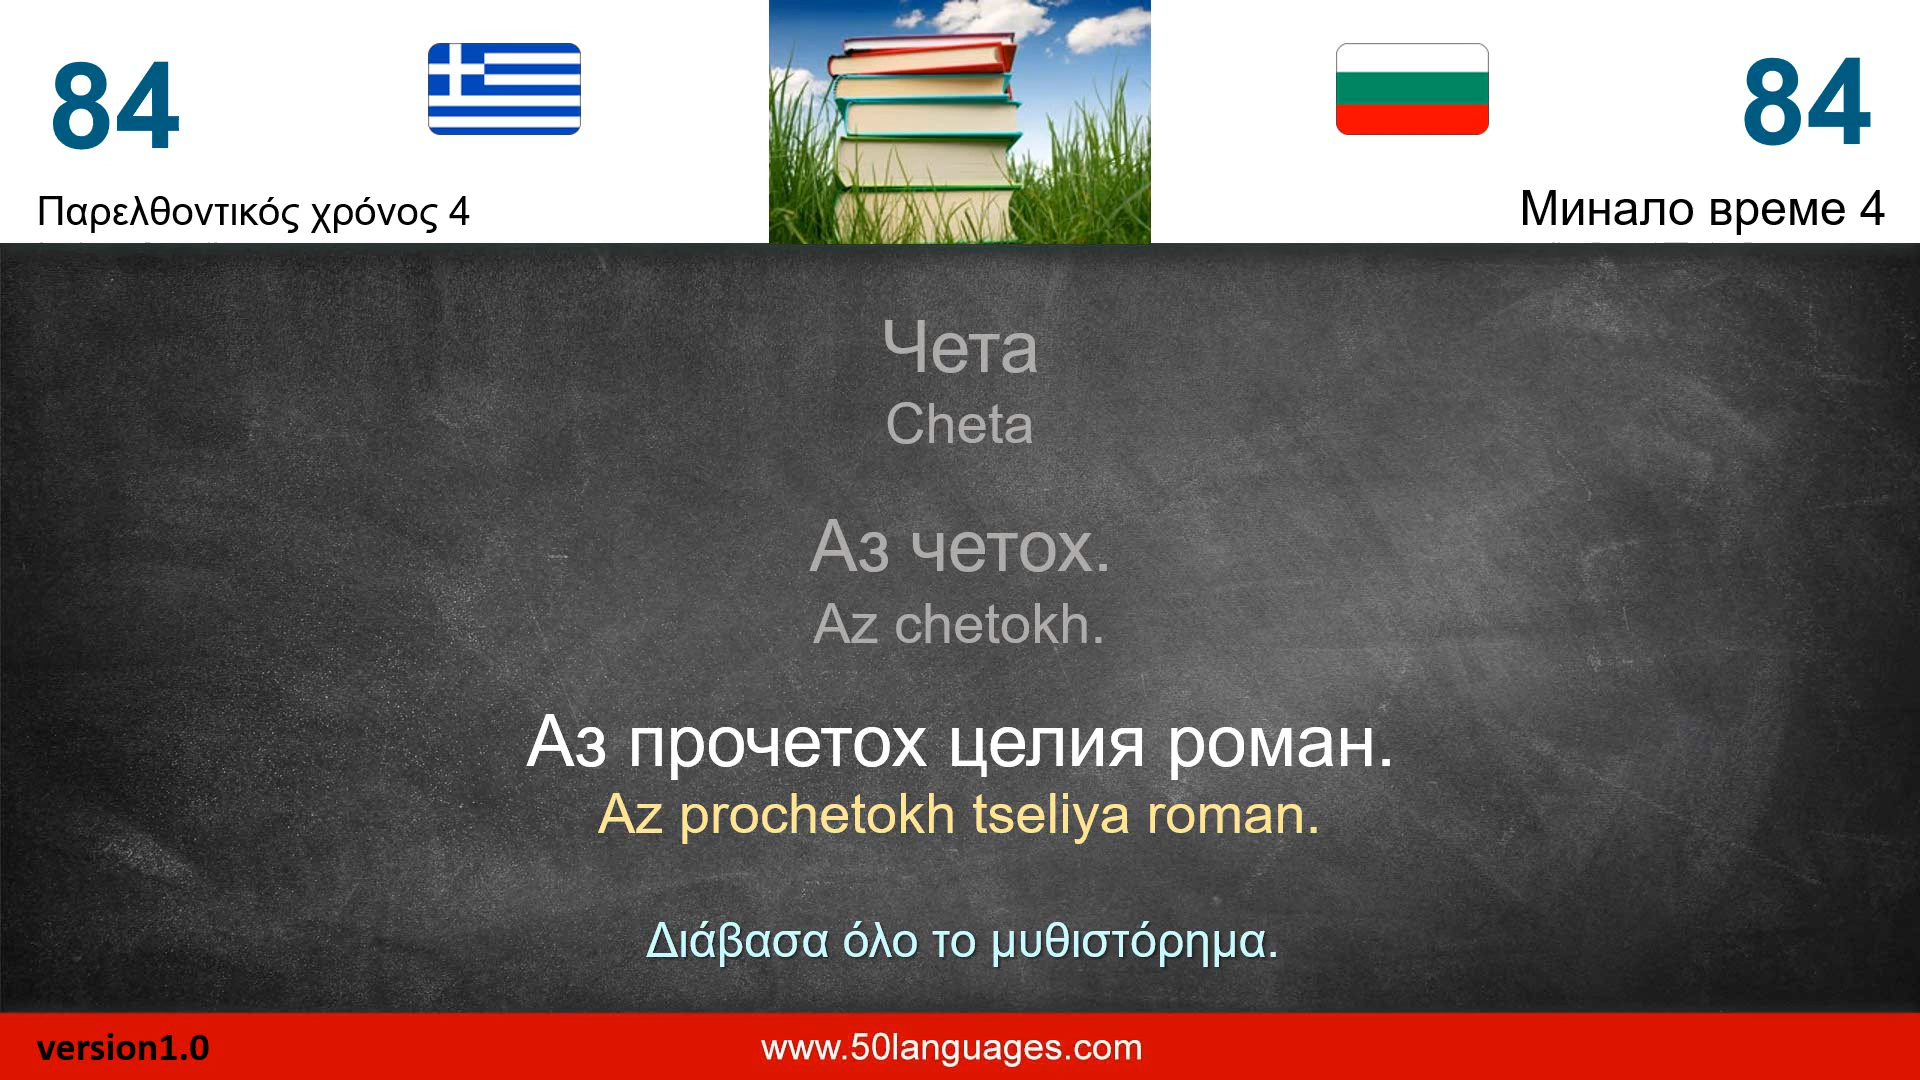 84
84
Παρελθοντικός χρόνος 4
Минало време 4
Чета
Cheta
Аз четох.
Az chetokh.
Аз прочетох целия роман.
Az prochetokh tseliya roman.
Διάβασα όλο το μυθιστόρημα.
version1.0
www.50languages.com